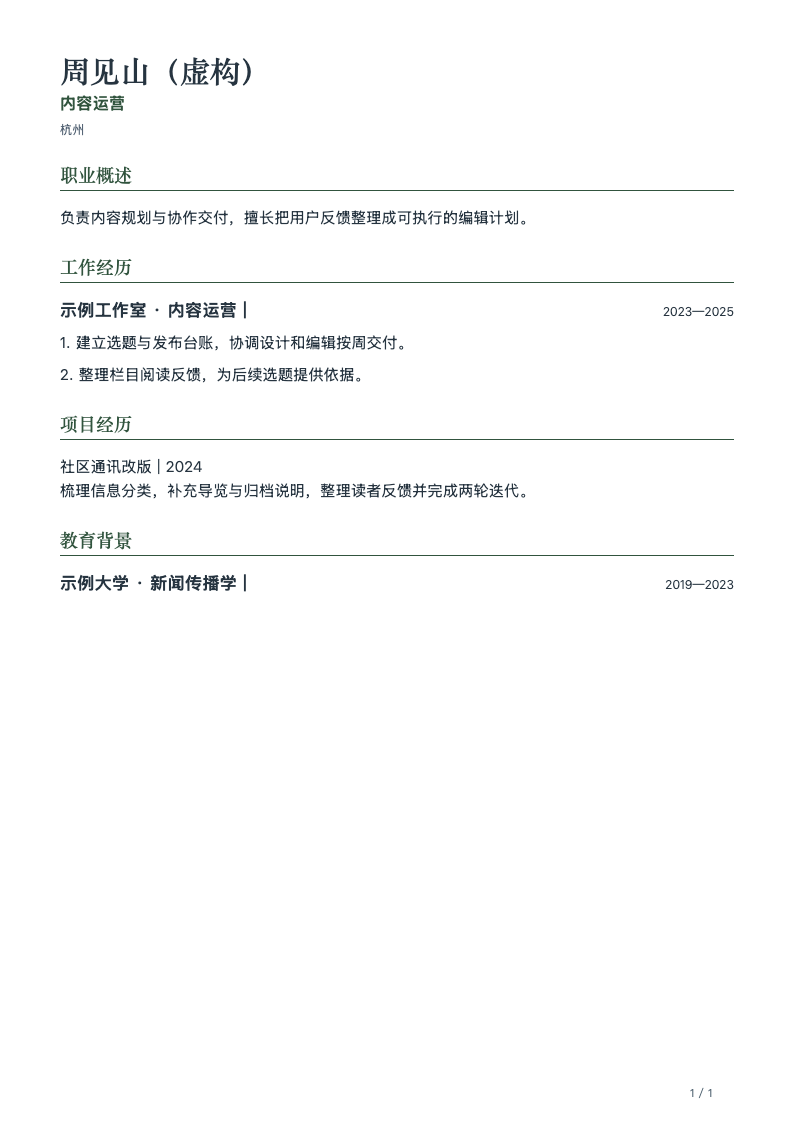 周见山（虚构）
内容运营
杭州
职业概述
负责内容规划与协作交付，擅长把用户反馈整理成可执行的编辑计划。
工作经历
示例工作室 · 内容运营 | 2023—2025
1. 建立选题与发布台账，协调设计和编辑按周交付。
2. 整理栏目阅读反馈，为后续选题提供依据。
项目经历
社区通讯改版 | 2024
梳理信息分类，补充导览与归档说明，整理读者反馈并完成两轮迭代。
教育背景
示例大学 · 新闻传播学 | 2019—2023
1 / 1